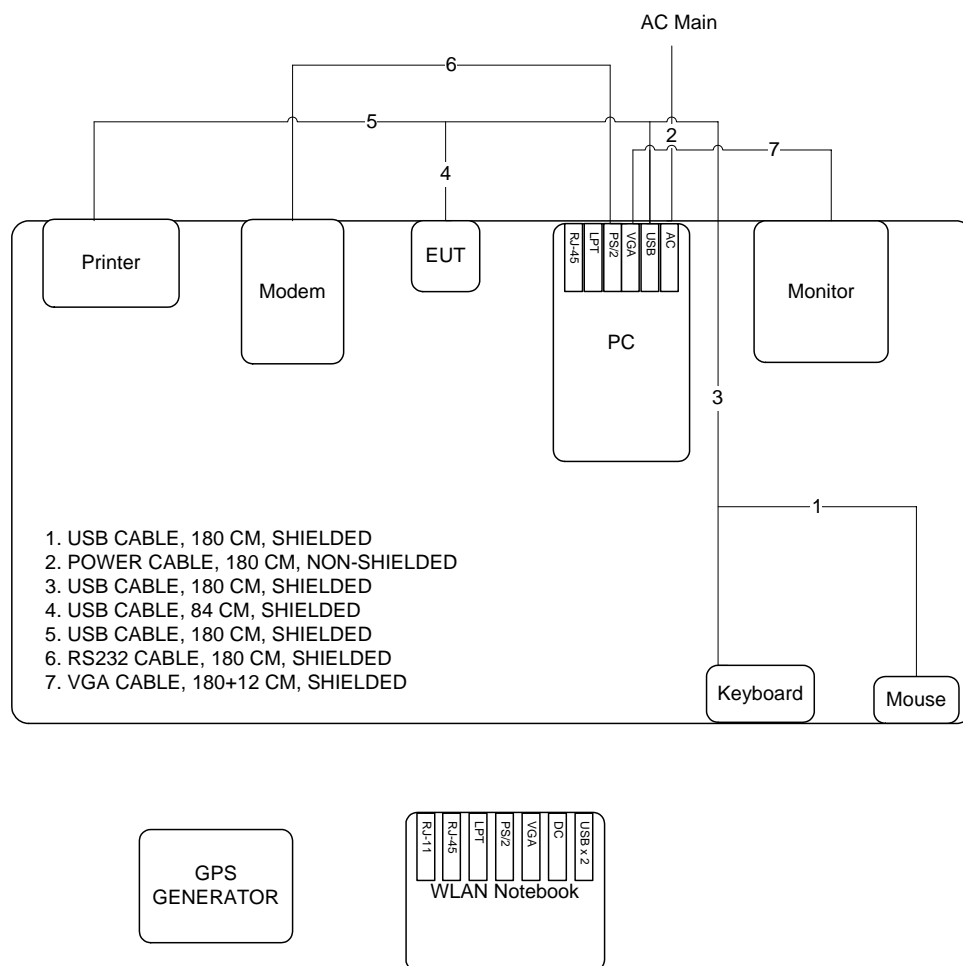 AC Main
6
5
2
7
4
Printer
Modem
EUT
RJ-45
LPT
PS/2
VGA
USB
AC
PC
Monitor
3
1
1. USB CABLE, 180 CM, SHIELDED
2. POWER CABLE, 180 CM, NON-SHIELDED
3. USB CABLE, 180 CM, SHIELDED
4. USB CABLE, 84 CM, SHIELDED
5. USB CABLE, 180 CM, SHIELDED
6. RS232 CABLE, 180 CM, SHIELDED
7. VGA CABLE, 180+12 CM, SHIELDED
Keyboard
Mouse
GPS
GENERATOR
RJ-11
RJ-45
LPT
PS/2
VGA
DC
USB x 2
WLAN Notebook